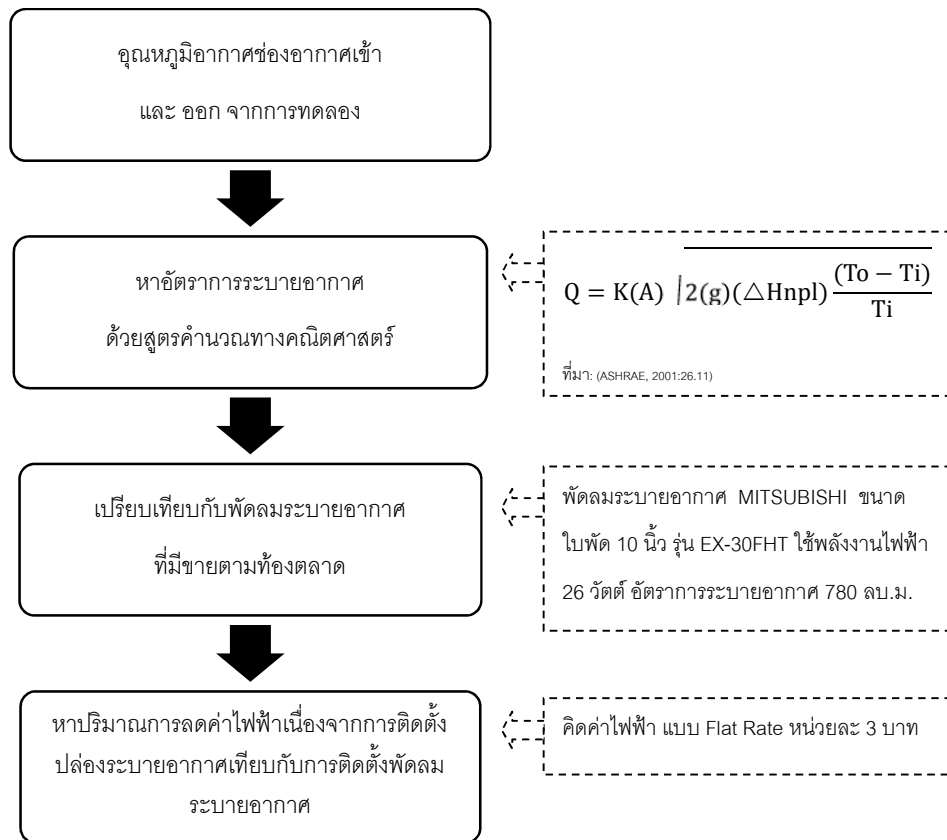 อุณหภูมิอากาศช่องอากาศเข้า
และ ออก จากการทดลอง
หาอัตราการระบายอากาศ
ด้วยสูตรคำนวณทางคณิตศาสตร์
Q = K(A) √2(g)(△Hnpl) (To − Ti)/Ti
ที่มา: (ASHRAE, 2001:26.11)
เปรียบเทียบกับพัดลมระบายอากาศ
ที่มีขายตามท้องตลาด
พัดลมระบายอากาศ MITSUBISHI ขนาด
ใบพัด 10 นิ้ว รุ่น EX-30FHT ใช้พลังงานไฟฟ้า
26 วัตต์ อัตราการระบายอากาศ 780 ลบ.ม.
หาปริมาณการลดค่าไฟฟ้าเนื่องจากการติดตั้ง
ปล่องระบายอากาศเทียบกับการติดตั้งพัดลม
ระบายอากาศ
คิดค่าไฟฟ้า แบบ Flat Rate หน่วยละ 3 บาท